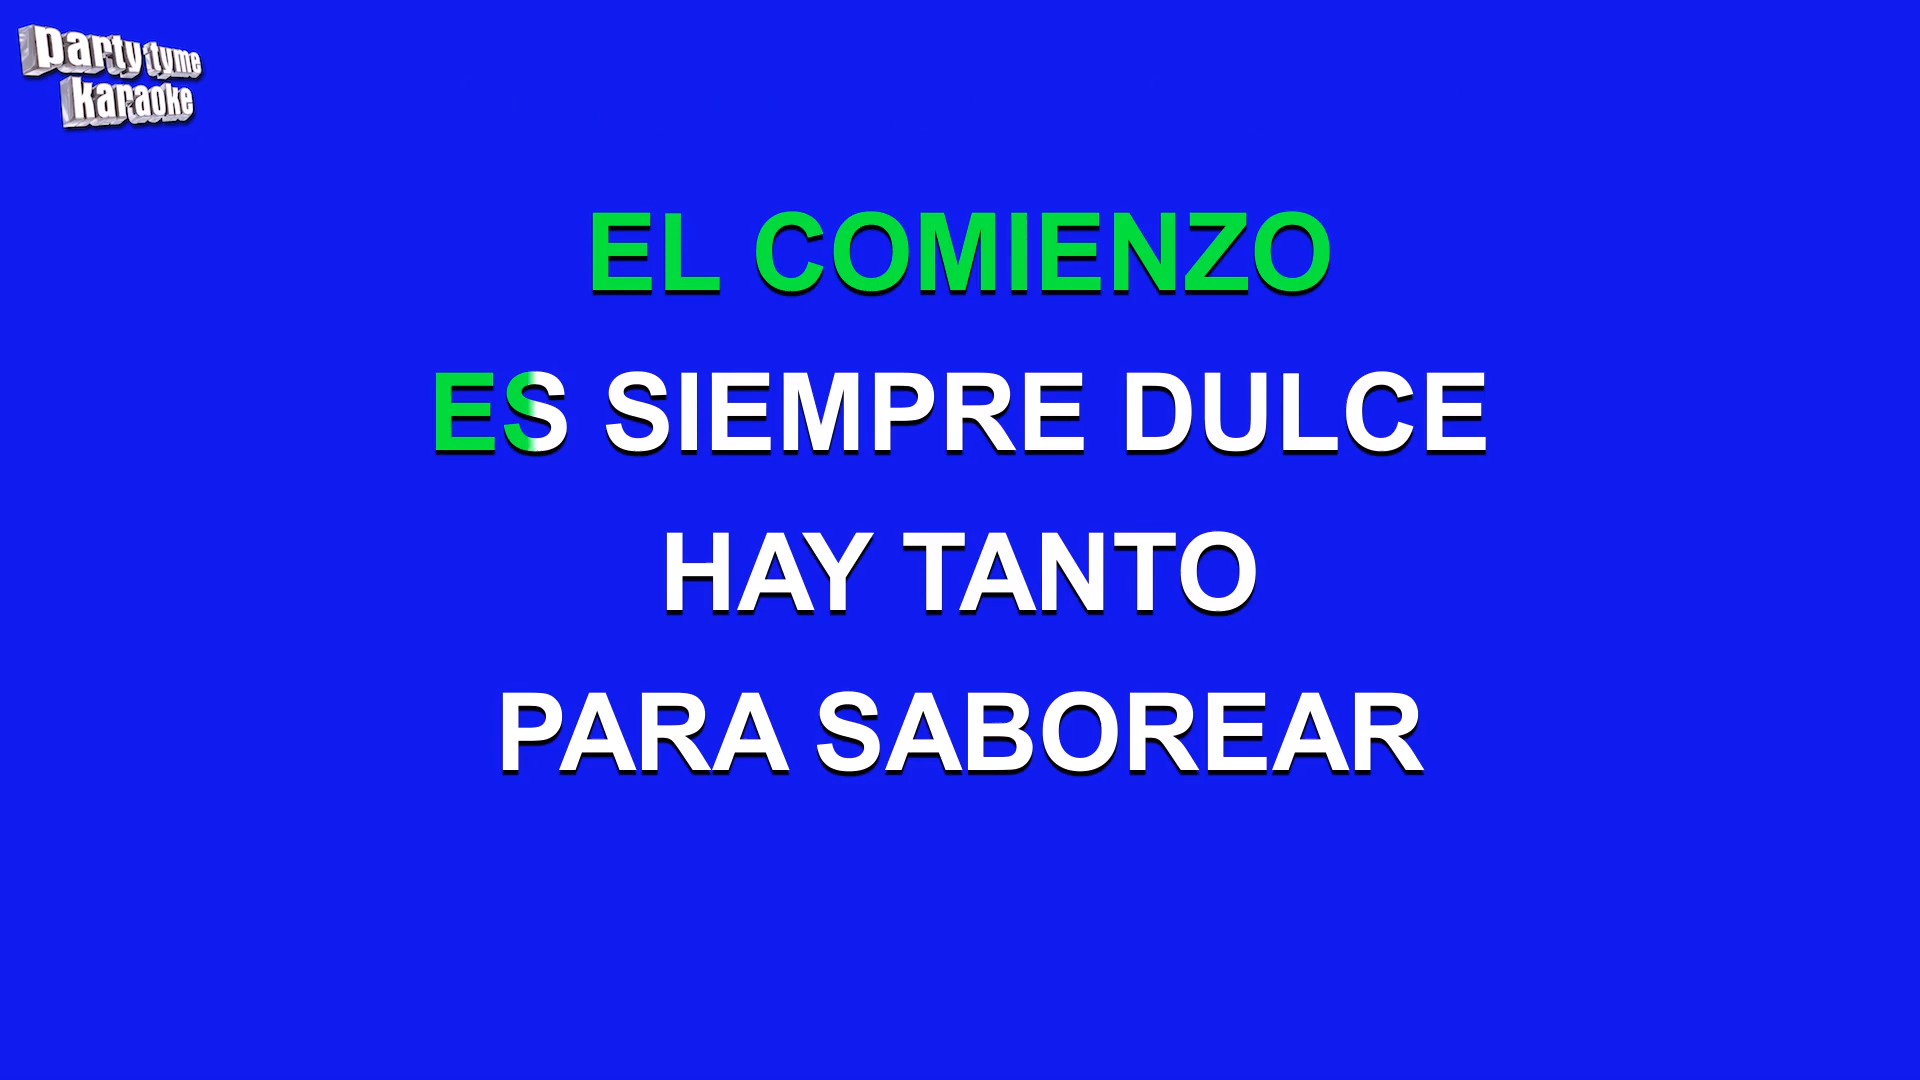 party tyme
karaoke
EL COMIENZO
ES SIEMPRE DULCE
HAY TANTO
PARA SABOREAR